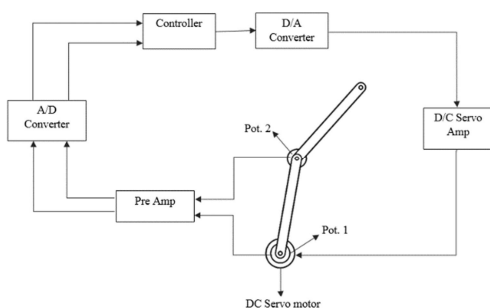 Controller
D/A
Converter
A/D
Converter
D/C Servo
Amp
Pot. 2
Pre Amp
Pot. 1
DC Servo motor